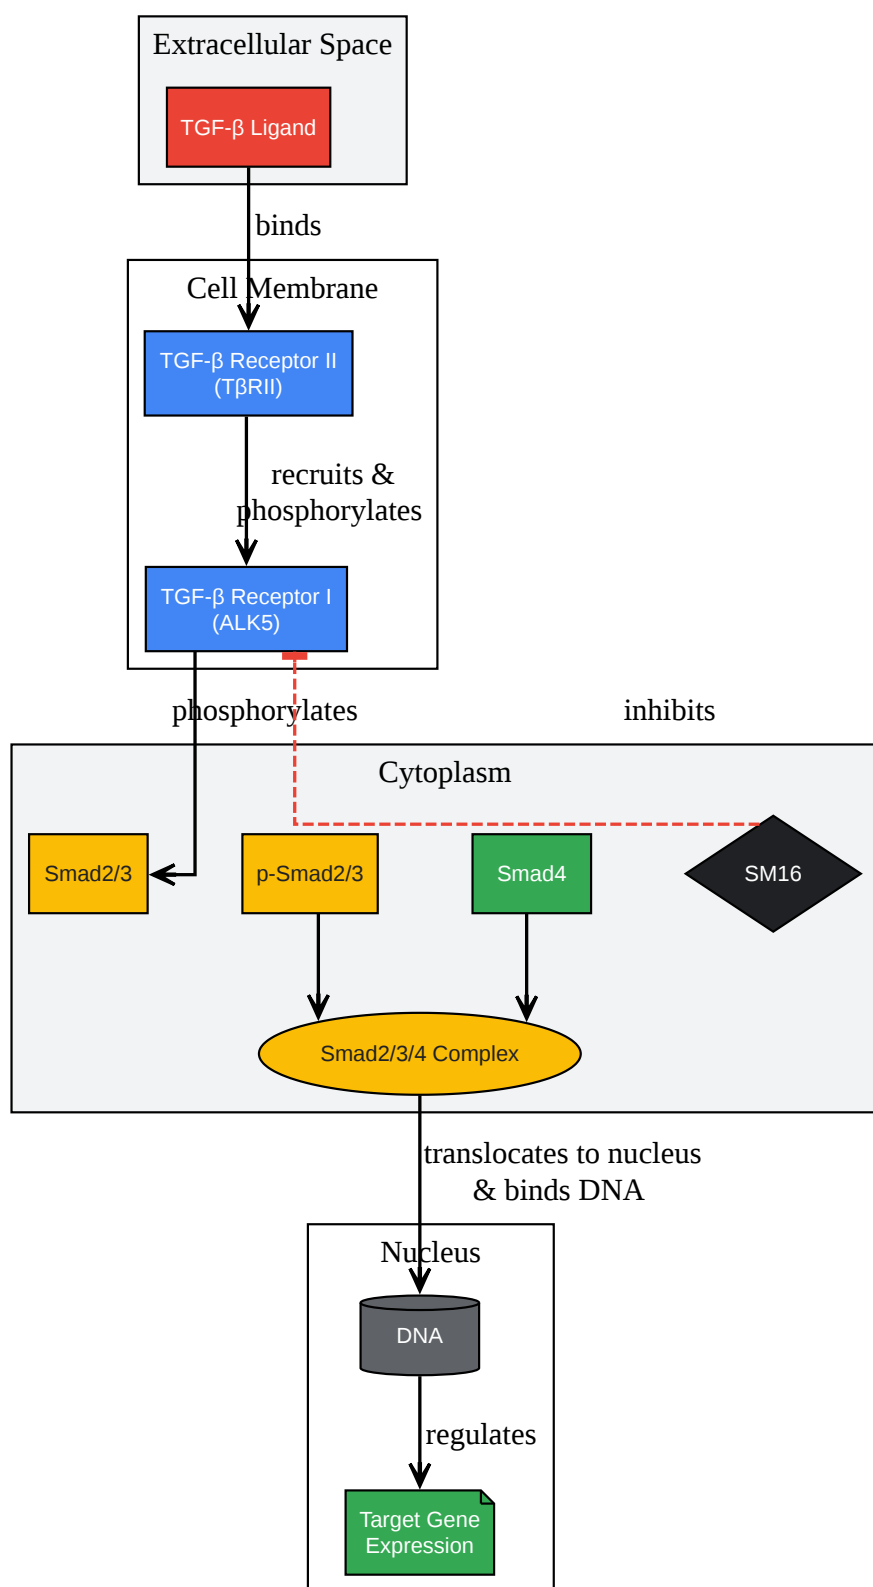 Extracellular Space
TGF-β Ligand
binds
Cell Membrane
TGF-β Receptor II
(TβRII)
recruits &
phosphorylates
TGF-β Receptor I
(ALK5)
phosphorylates
inhibits
Cytoplasm
Smad2/3
p-Smad2/3
Smad4
SM16
Smad2/3/4 Complex
translocates to nucleus
& binds DNA
Nucleus
DNA
regulates
Target Gene
Expression